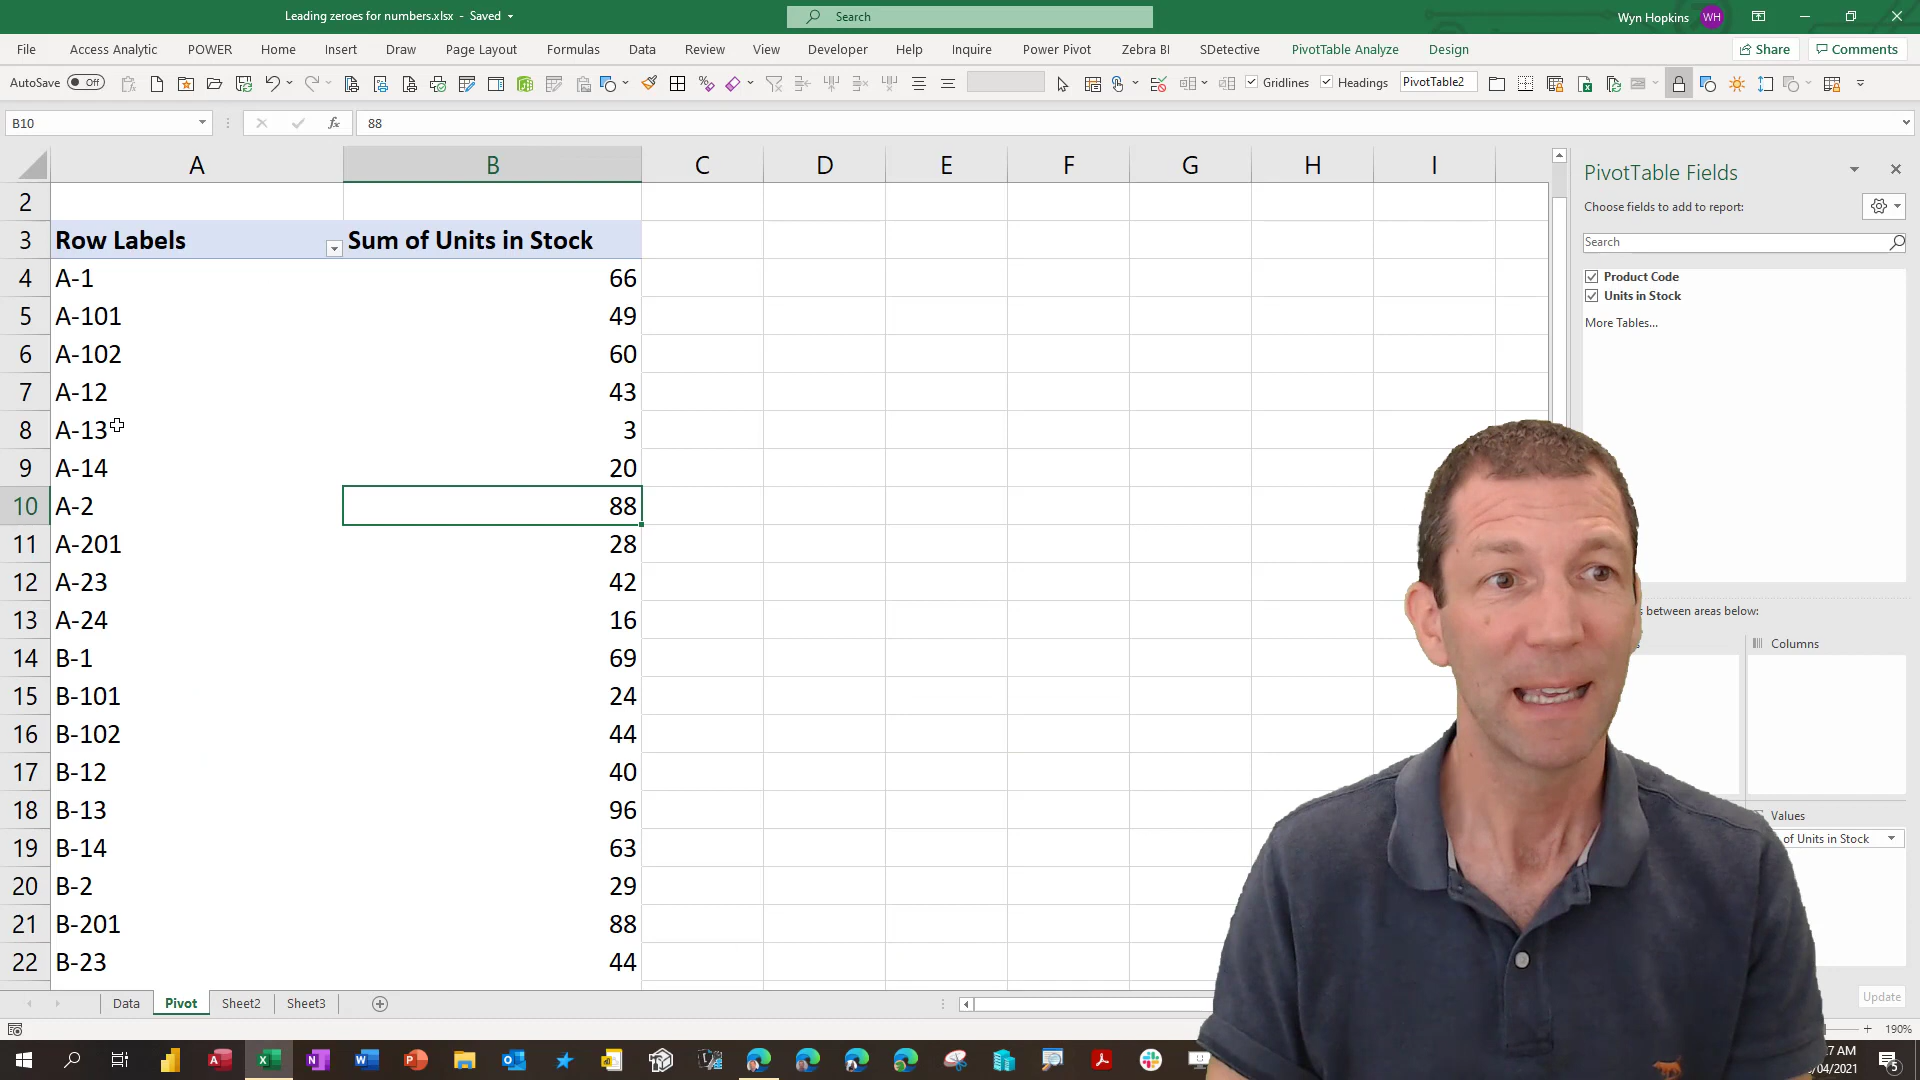 Leading zeroes for numbers.xlsx - Saved
Search
Wyn Hopkins
WH
File Access Analytic POWER Home Insert Draw Page Layout Formulas Data Review View Developer Help Inquire Power Pivot Zebra BI SDetective PivotTable Analyze Design
Share
Comments
AutoSave Off
Gridlines
Headings
PivotTable2
B10
fx
88
A B C D E F G H I
2
3 Row Labels Sum of Units in Stock
4 A-1 66
5 A-101 49
6 A-102 60
7 A-12 43
8 A-13 3
9 A-14 20
10 A-2 88
11 A-201 28
12 A-23 42
13 A-24 16
14 B-1 69
15 B-101 24
16 B-102 44
17 B-12 40
18 B-13 96
19 B-14 63
20 B-2 29
21 B-201 88
22 B-23 44
PivotTable Fields
Choose fields to add to report:
Search
Product Code
Units in Stock
More Tables...
between areas below:
Columns
Values
of Units in Stock
Update
Data Pivot Sheet2 Sheet3
190%
7 AM
/04/2021
5